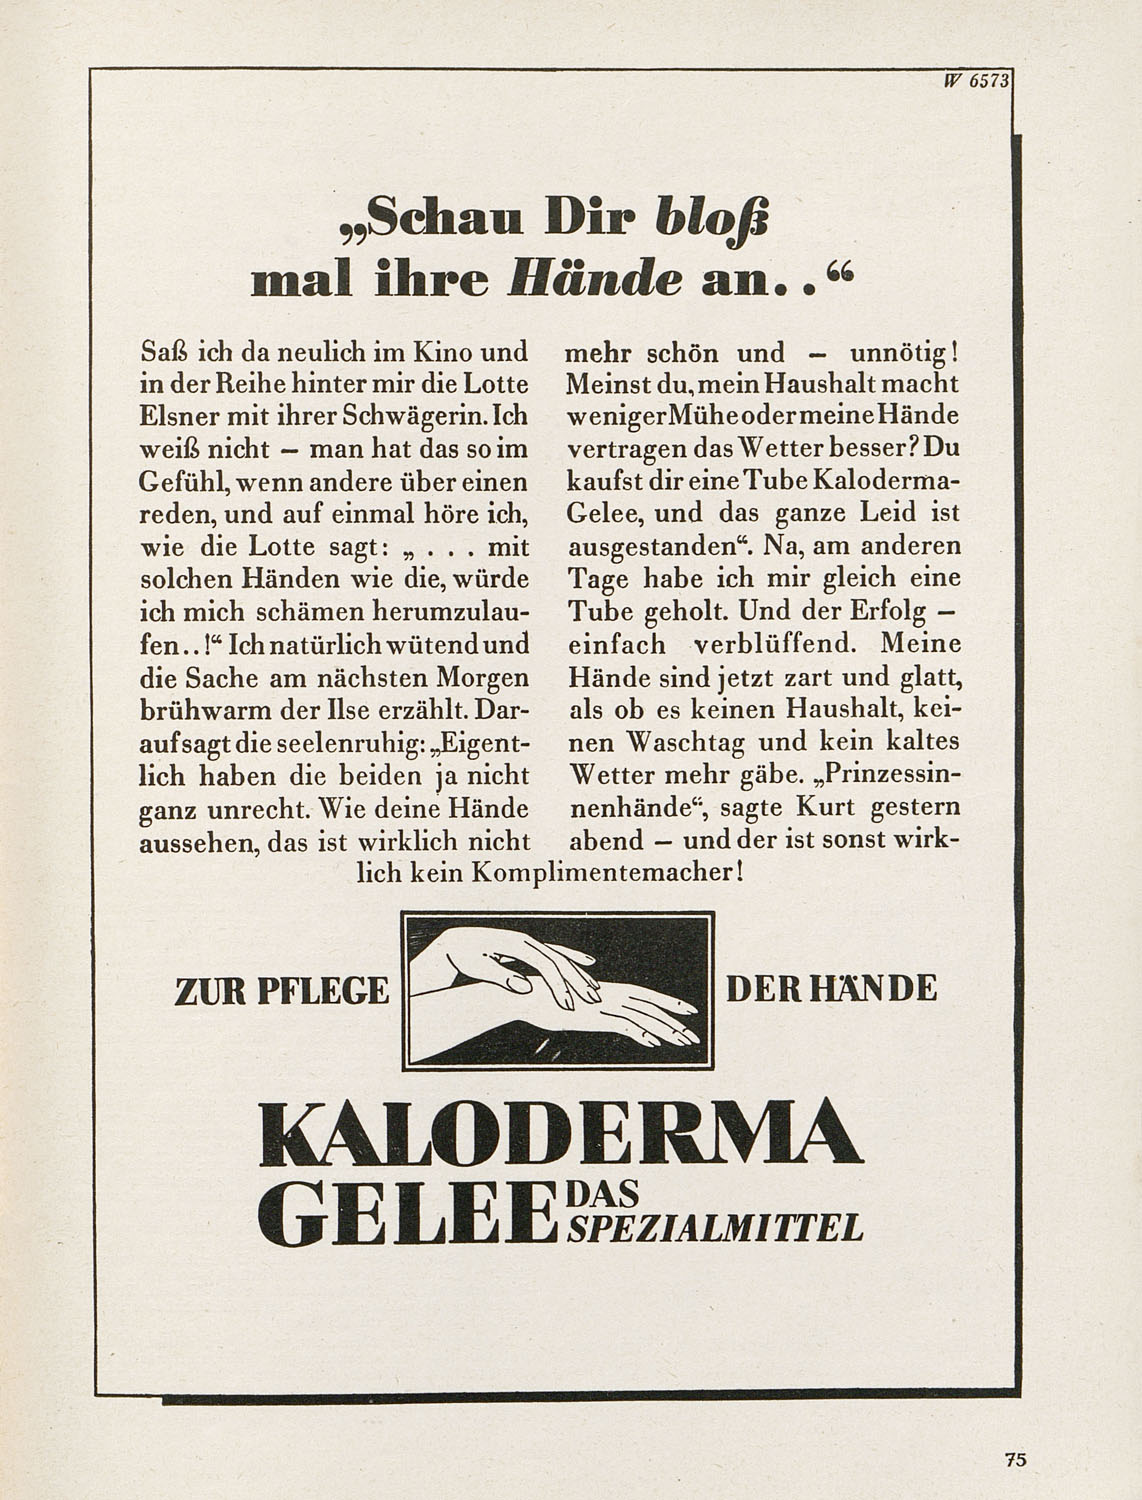 W 6573
„Schau Dir bloß
mal ihre Hände an. .“
Saß ich da neulich im Kino und
in der Reihe hinter mir die Lotte
Elsner mit ihrer Schwägerin. Ich
weiß nicht – man hat das so im
Gefühl, wenn andere über einen
reden, und auf einmal höre ich,
wie die Lotte sagt: „ . . . mit
solchen Händen wie die, würde
ich mich schämen herumzulau-
fen . . !“ Ich natürlich wütend und
die Sache am nächsten Morgen
brühwarm der Ilse erzählt. Dar-
auf sagt die seelenruhig: „Eigent-
lich haben die beiden ja nicht
ganz unrecht. Wie deine Hände
aussehen, das ist wirklich nicht
mehr schön und – unnötig!
Meinst du, mein Haushalt macht
weniger Mühe oder meine Hände
vertragen das Wetter besser? Du
kaufst dir eine Tube Kaloderma-
Gelee, und das ganze Leid ist
ausgestanden“. Na, am anderen
Tage habe ich mir gleich eine
Tube geholt. Und der Erfolg –
einfach verblüffend. Meine
Hände sind jetzt zart und glatt,
als ob es keinen Haushalt, kei-
nen Waschtag und kein kaltes
Wetter mehr gäbe. „Prinzessin-
nenhände“, sagte Kurt gestern
abend – und der ist sonst wirk-
lich kein Komplimentemacher!
ZUR PFLEGE DER HÄNDE
KALODERMA
GELEE DAS
SPEZIALMITTEL
75